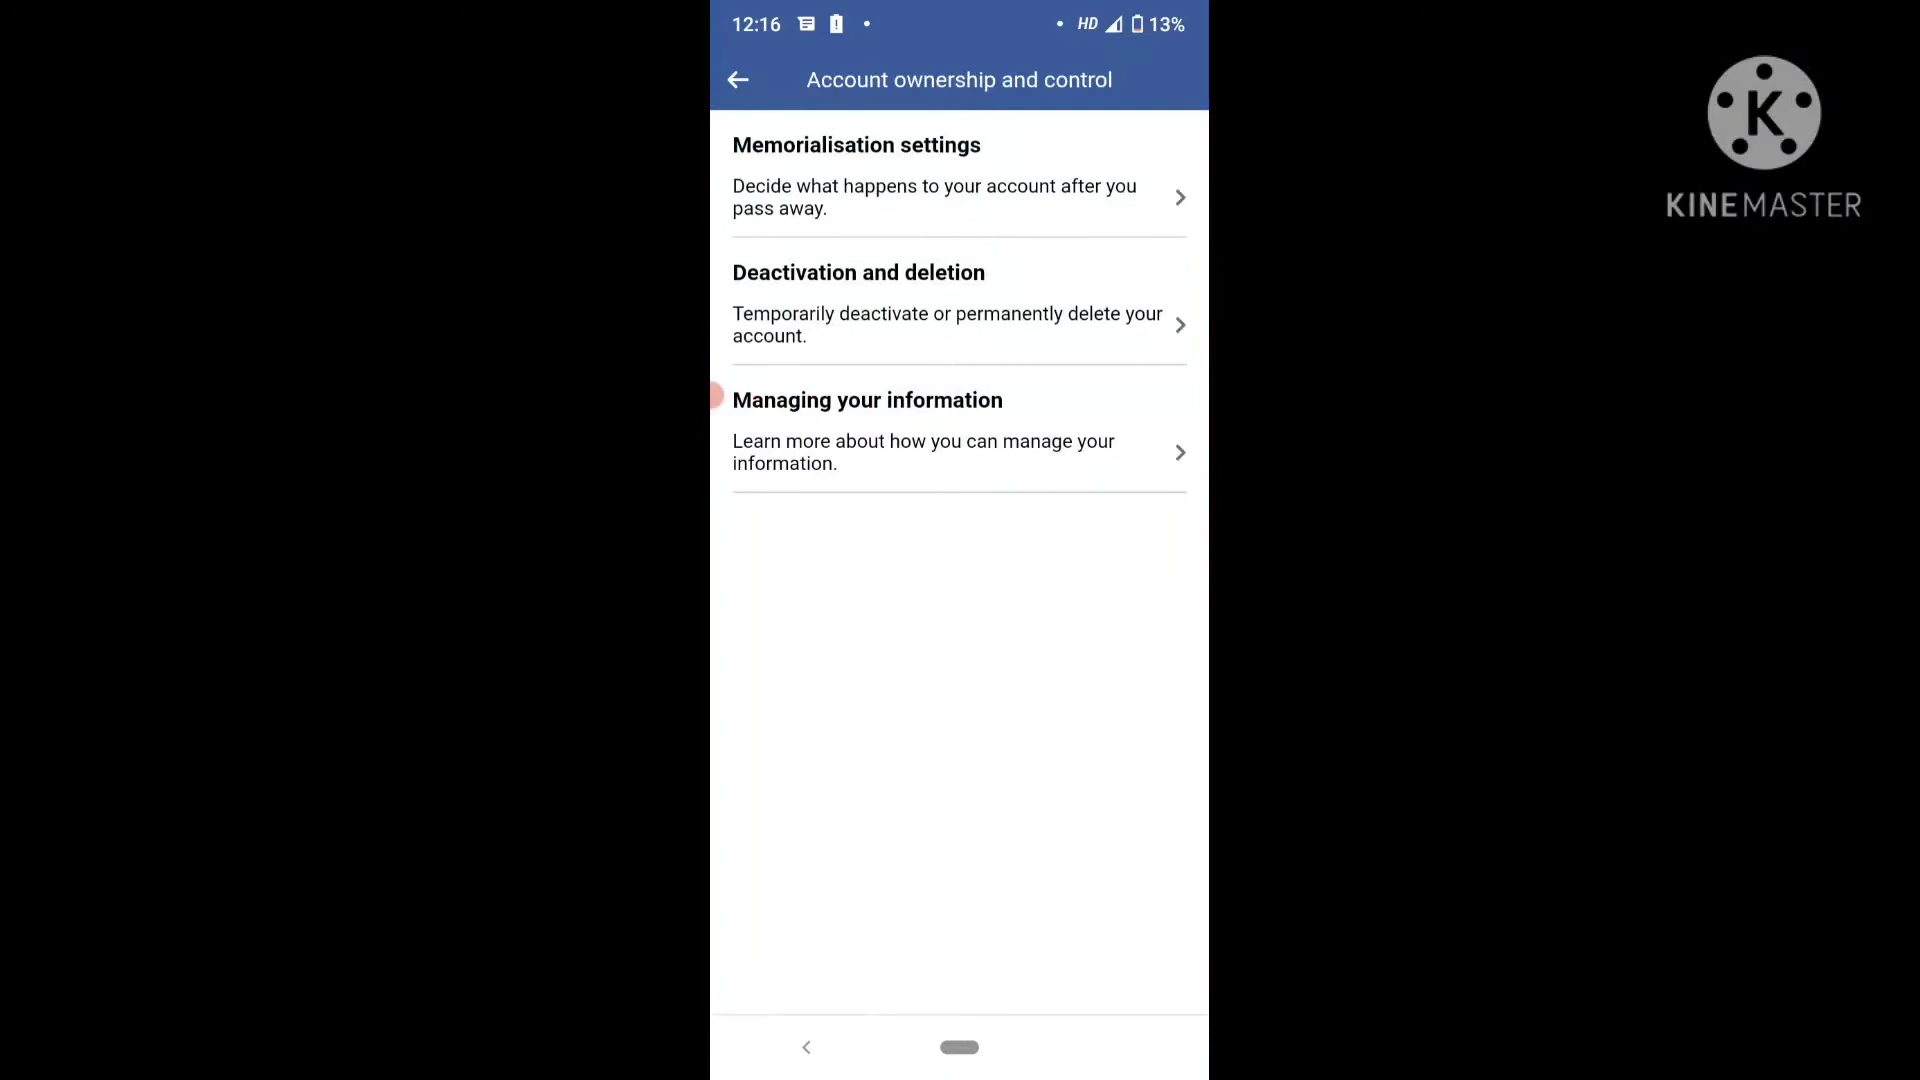 12:16
HD 13%
Account ownership and control
Memorialisation settings
Decide what happens to your account after you
pass away.
Deactivation and deletion
Temporarily deactivate or permanently delete your
account.
Managing your information
Learn more about how you can manage your
information.
K
KINEMASTER